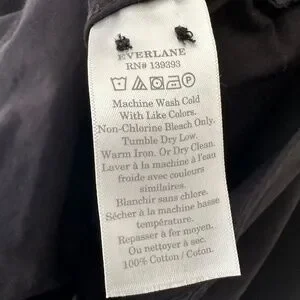 EVERLANE
RN# 139393
Machine Wash Cold
With Like Colors.
Non-Chlorine Bleach Only.
Tumble Dry Low.
Warm Iron. Or Dry Clean.
Laver à la machine à l'eau
froide avec couleurs
similaires.
Blanchir sans chlore.
Sécher à la machine basse
température.
Repasser à fer moyen.
Ou nettoyer à sec.
100% Cotton / Coton.